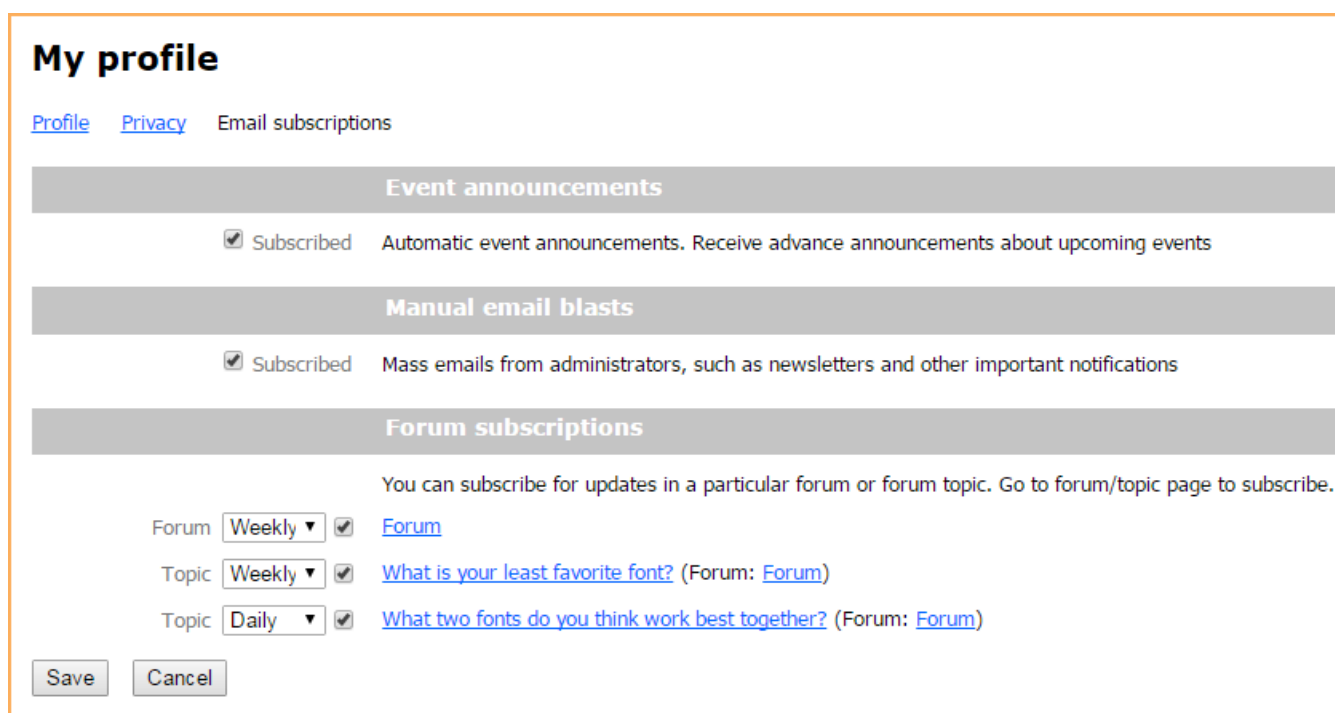 My profile
Profile Privacy Email subscriptions
Event announcements
Subscribed Automatic event announcements. Receive advance announcements about upcoming events
Manual email blasts
Subscribed Mass emails from administrators, such as newsletters and other important notifications
Forum subscriptions
You can subscribe for updates in a particular forum or forum topic. Go to forum/topic page to subscribe.
Forum Weekly Forum
Topic Weekly What is your least favorite font? (Forum: Forum)
Topic Daily What two fonts do you think work best together? (Forum: Forum)
Save Cancel